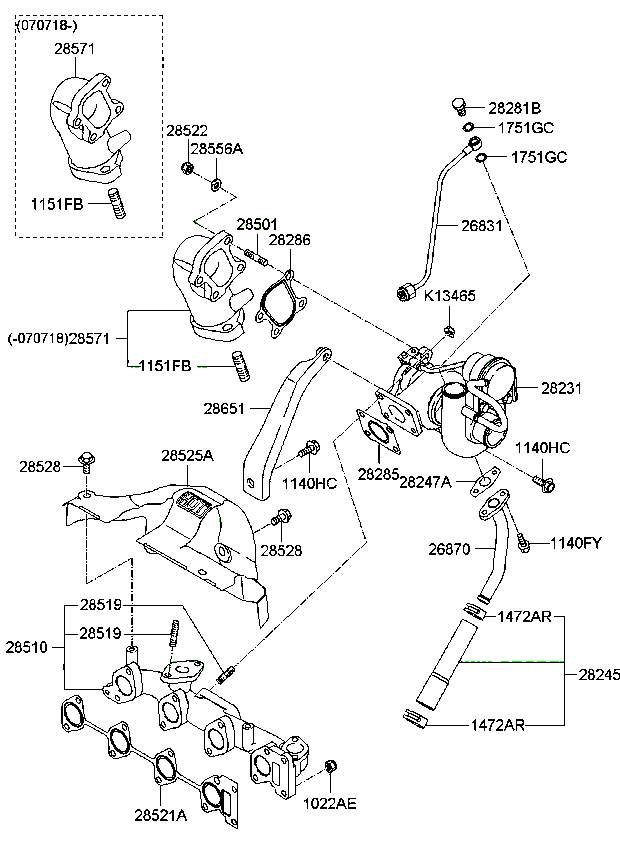 (070718-)
28571
1151FB
28522
28556A
28501
28286
28281B
1751GC
1751GC
26831
K13465
(-070718)28571
1151FB
28651
28231
28528
28525A
1140HC
28285
28247A
1140HC
28528
26870
1140FY
28519
28519
28510
1472AR
28245
1472AR
28521A
1022AE
HOT